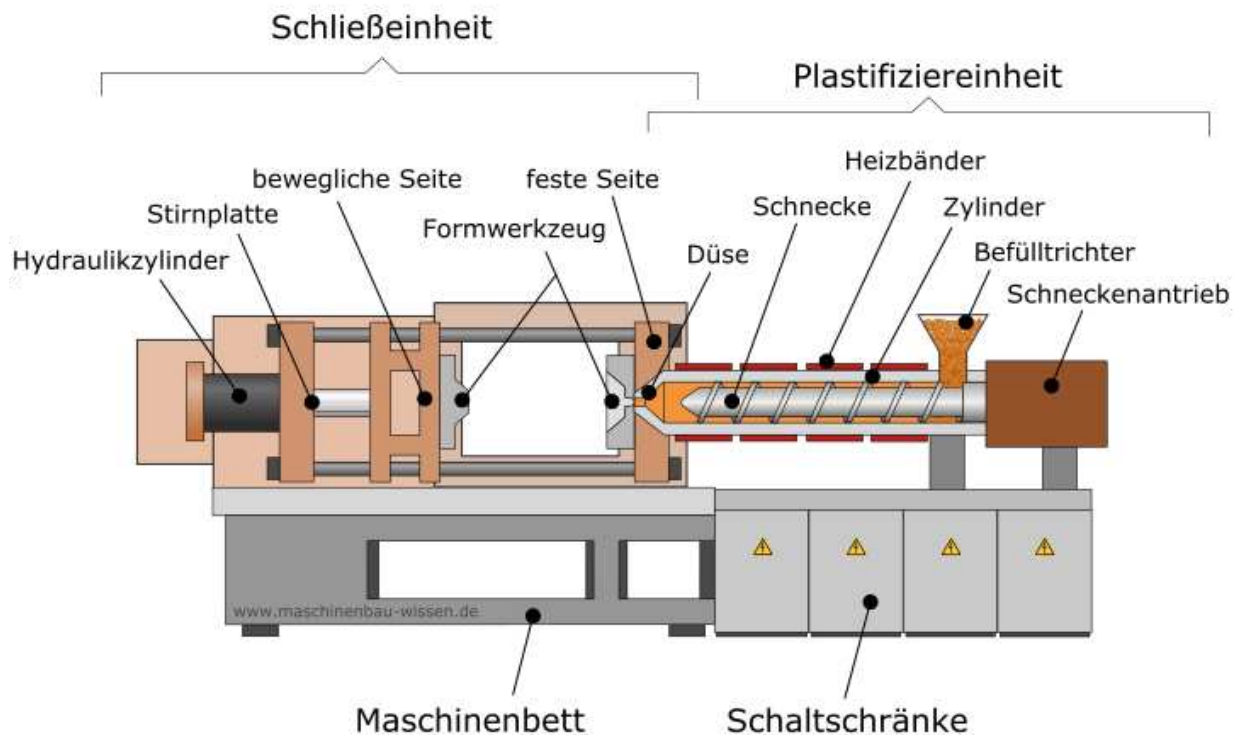 Schließeinheit
Plastifiziereinheit
Heizbänder
bewegliche Seite
feste Seite
Stirnplatte
Schnecke
Zylinder
Formwerkzeug
Düse
Befülltrichter
Hydraulikzylinder
Schneckenantrieb
www.maschinenbau-wissen.de
Maschinenbett
Schaltschränke